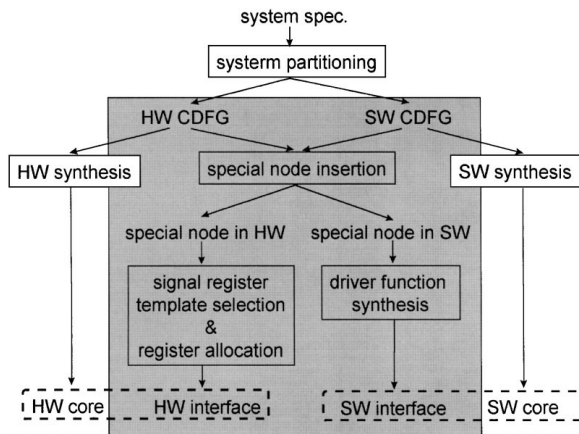 system spec.
systerm partitioning
HW CDFG
SW CDFG
HW synthesis
special node insertion
SW synthesis
special node in HW
special node in SW
signal register
template selection
&
register allocation
driver function
synthesis
HW core
HW interface
SW interface
SW core